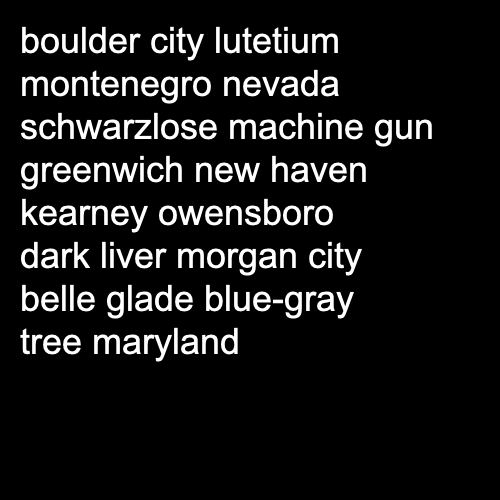 boulder city lutetium
montenegro nevada
schwarzlose machine gun
greenwich new haven
kearney owensboro
dark liver morgan city
belle glade blue-gray
tree maryland